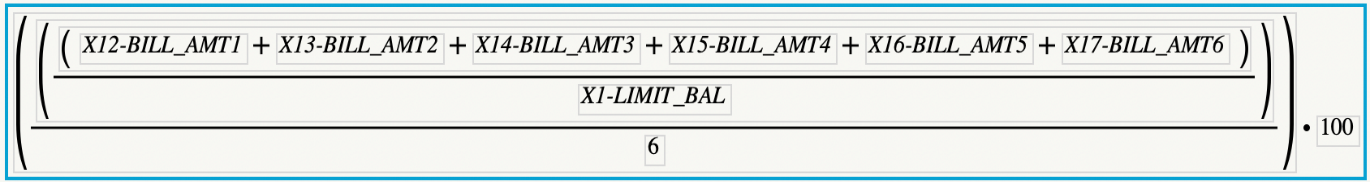 ( ( ( X12-BILL_AMT1 + X13-BILL_AMT2 + X14-BILL_AMT3 + X15-BILL_AMT4 + X16-BILL_AMT5 + X17-BILL_AMT6 )
X1-LIMIT_BAL )
6 ) • 100